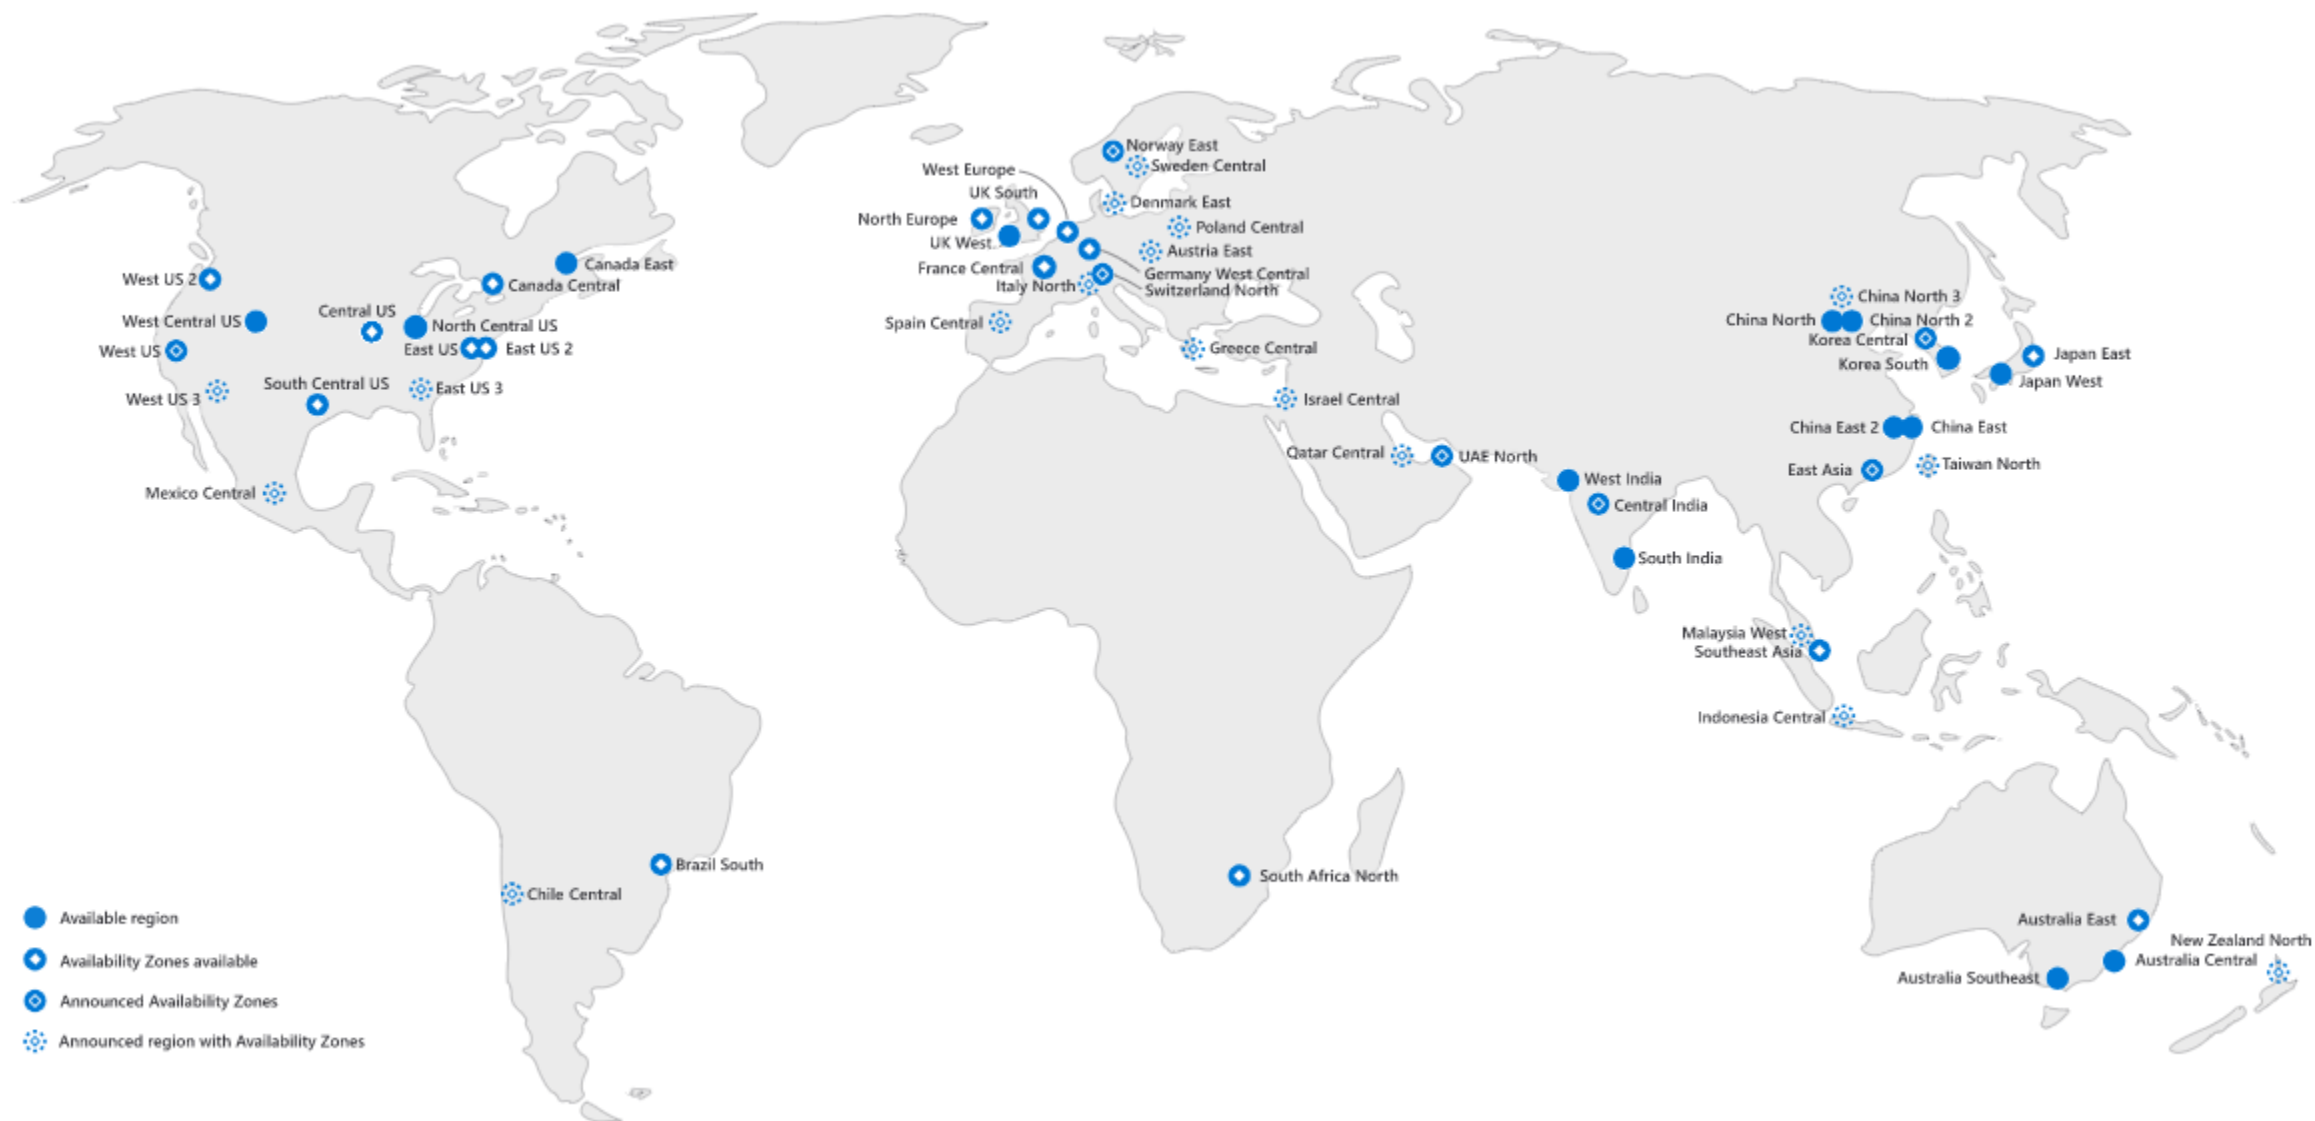 Norway East
Sweden Central
West Europe
UK South
Denmark East
North Europe
Poland Central
UK West
Austria East
France Central
Germany West Central
Italy North
Switzerland North
Spain Central
Greece Central
Israel Central
Qatar Central
UAE North
Canada East
West US 2
Canada Central
Central US
West Central US
North Central US
West US
East US
East US 2
South Central US
East US 3
West US 3
Mexico Central
China North 3
China North
China North 2
Korea Central
Japan East
Korea South
Japan West
China East 2
China East
East Asia
Taiwan North
West India
Central India
South India
Malaysia West
Southeast Asia
Indonesia Central
Brazil South
Chile Central
South Africa North
Australia East
New Zealand North
Australia Central
Australia Southeast
Available region
Availability Zones available
Announced Availability Zones
Announced region with Availability Zones